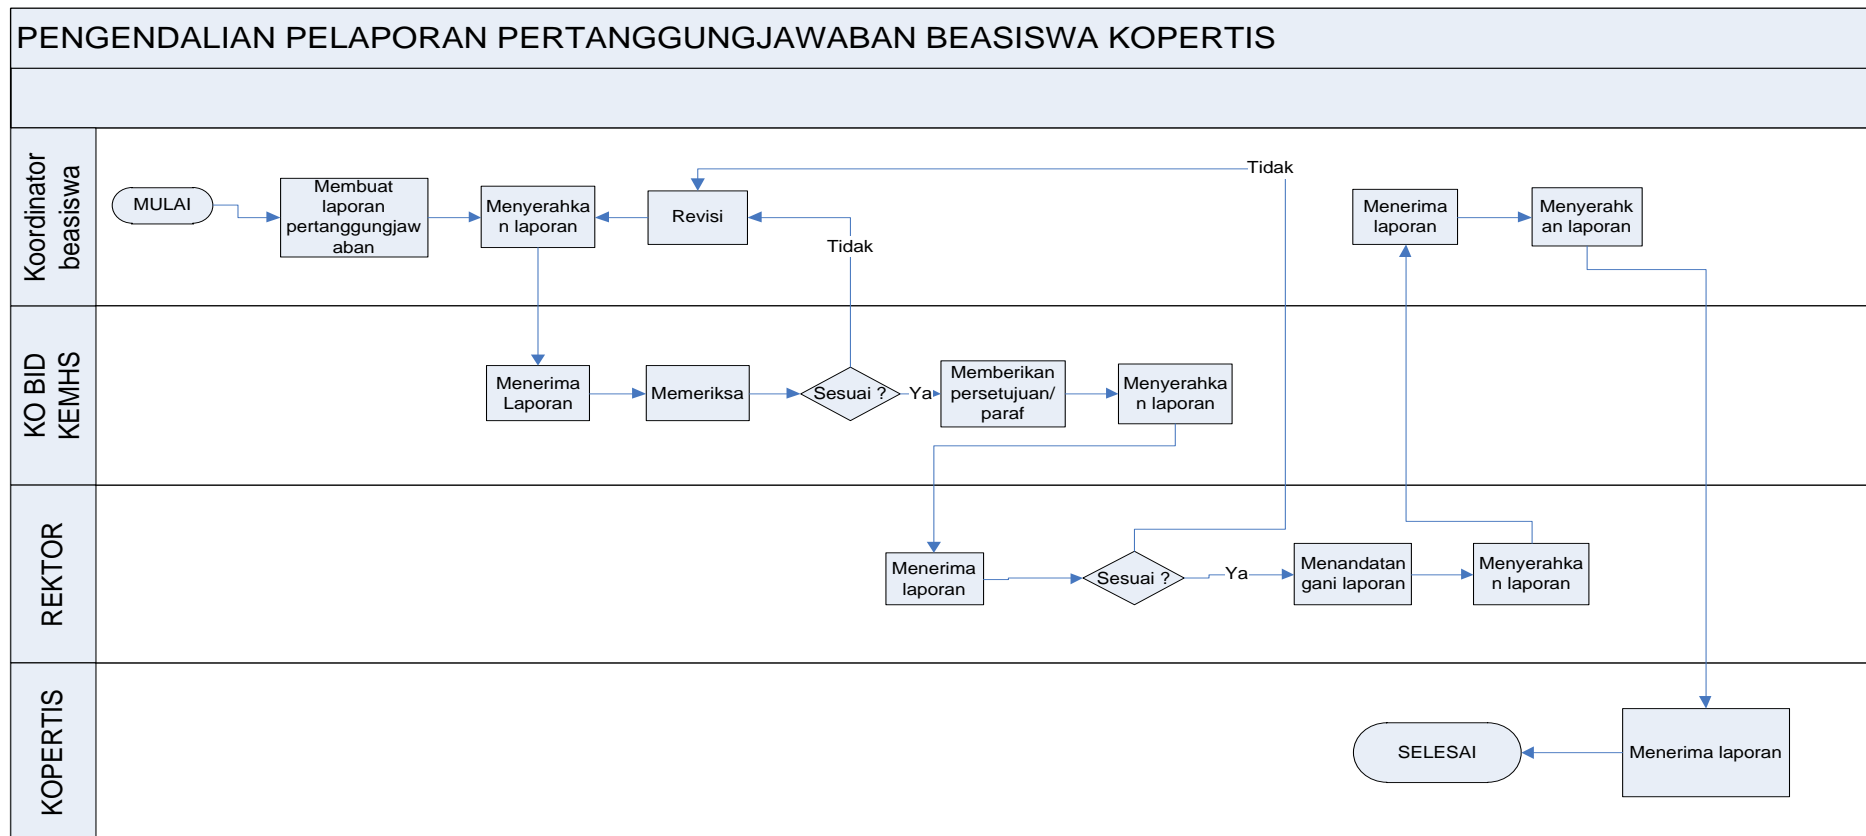 PENGENDALIAN PELAPORAN PERTANGGUNGJAWABAN BEASISWA KOPERTIS
Koordinator
beasiswa
MULAI
Membuat
laporan
pertanggungjaw
aban
Menyerahka
n laporan
Revisi
Tidak
Tidak
Menerima
laporan
Menyerahk
an laporan
KO BID
KEMHS
Menerima
Laporan
Memeriksa
Sesuai ?
Ya
Memberikan
persetujuan/
paraf
Menyerahka
n laporan
REKTOR
Menerima
laporan
Sesuai ?
Ya
Menandatan
gani laporan
Menyerahka
n laporan
KOPERTIS
SELESAI
Menerima laporan